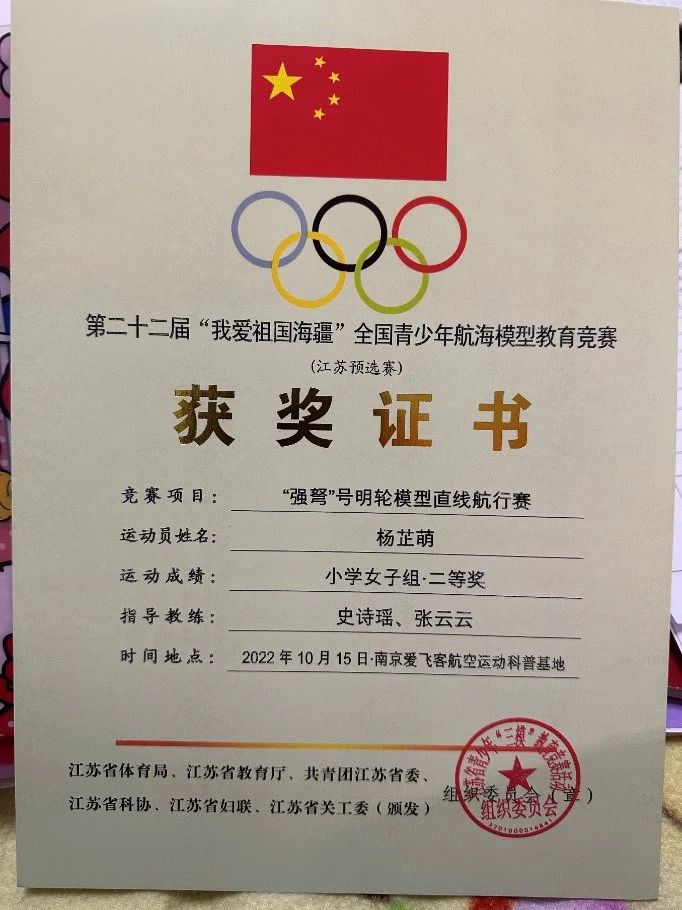 第二十二届“我爱祖国海疆”全国青少年航海模型教育竞赛
(江苏预选赛)
获奖证书
竞赛项目: “强弩”号明轮模型直线航行赛
运动员姓名: 杨芷萌
运动成绩: 小学女子组·二等奖
指导教练: 史诗瑶、张云云
时间地点: 2022年10月15日·南京爱飞客航空运动科普基地
江苏省体育局、江苏省教育厅、共青团江苏省委、
江苏省科协、江苏省妇联、江苏省关工委(颁发)
组织委员会(章)
江苏省青少年“三模”
组织委员会